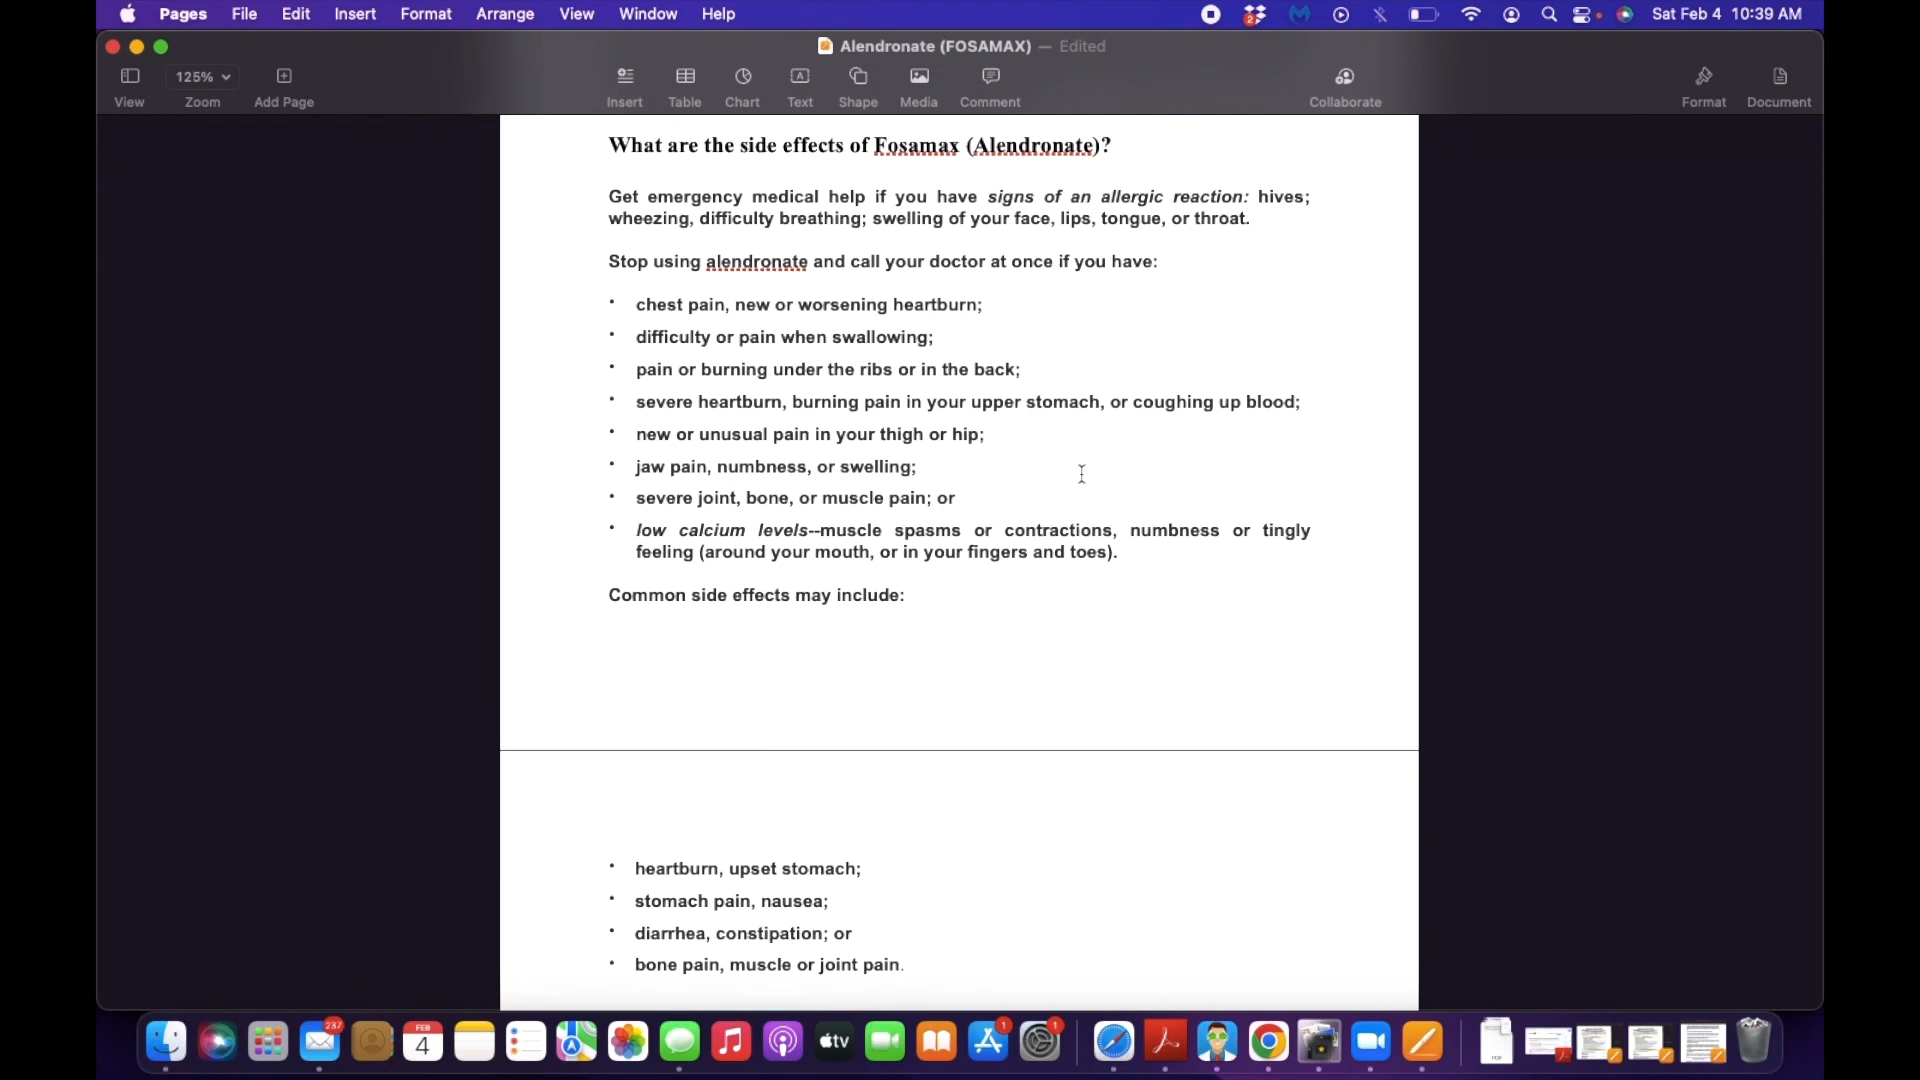 Pages File Edit Insert Format Arrange View Window Help
2
Sat Feb 4 10:39 AM
Alendronate (FOSAMAX) — Edited
125%
View Zoom Add Page Insert Table Chart Text Shape Media Comment Collaborate Format Document
What are the side effects of Fosamax (Alendronate)?
Get emergency medical help if you have signs of an allergic reaction: hives;
wheezing, difficulty breathing; swelling of your face, lips, tongue, or throat.
Stop using alendronate and call your doctor at once if you have:
• chest pain, new or worsening heartburn;
• difficulty or pain when swallowing;
• pain or burning under the ribs or in the back;
• severe heartburn, burning pain in your upper stomach, or coughing up blood;
• new or unusual pain in your thigh or hip;
• jaw pain, numbness, or swelling;
• severe joint, bone, or muscle pain; or
• low calcium levels--muscle spasms or contractions, numbness or tingly
feeling (around your mouth, or in your fingers and toes).
Common side effects may include:
• heartburn, upset stomach;
• stomach pain, nausea;
• diarrhea, constipation; or
• bone pain, muscle or joint pain.
237
FEB
4
tv
1
1
PDF